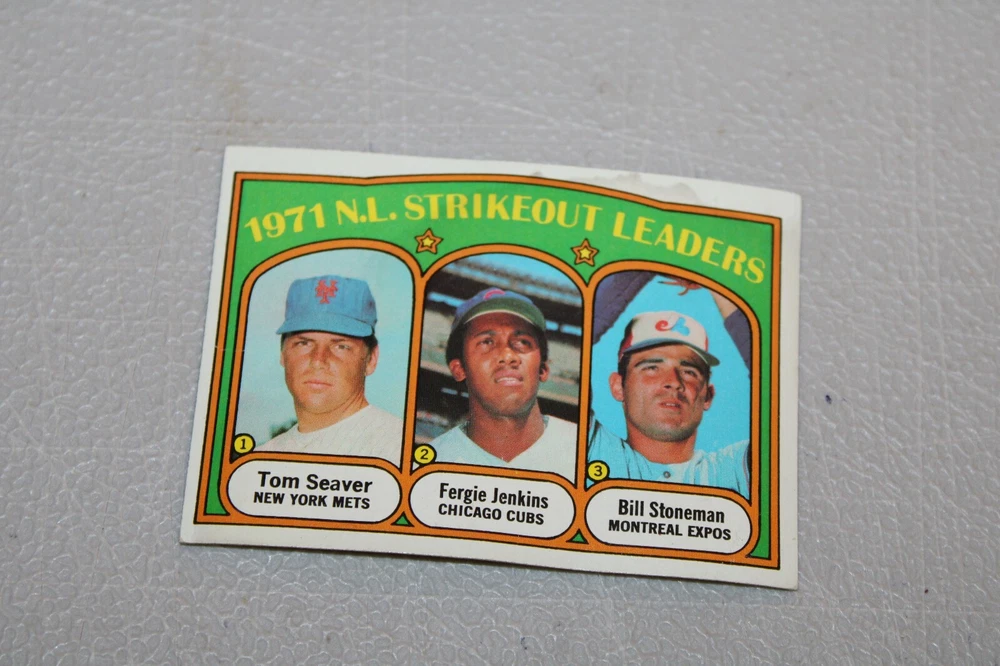 1971 N.L. STRIKEOUT LEADERS
1
Tom Seaver
NEW YORK METS
2
Fergie Jenkins
CHICAGO CUBS
3
Bill Stoneman
MONTREAL EXPOS